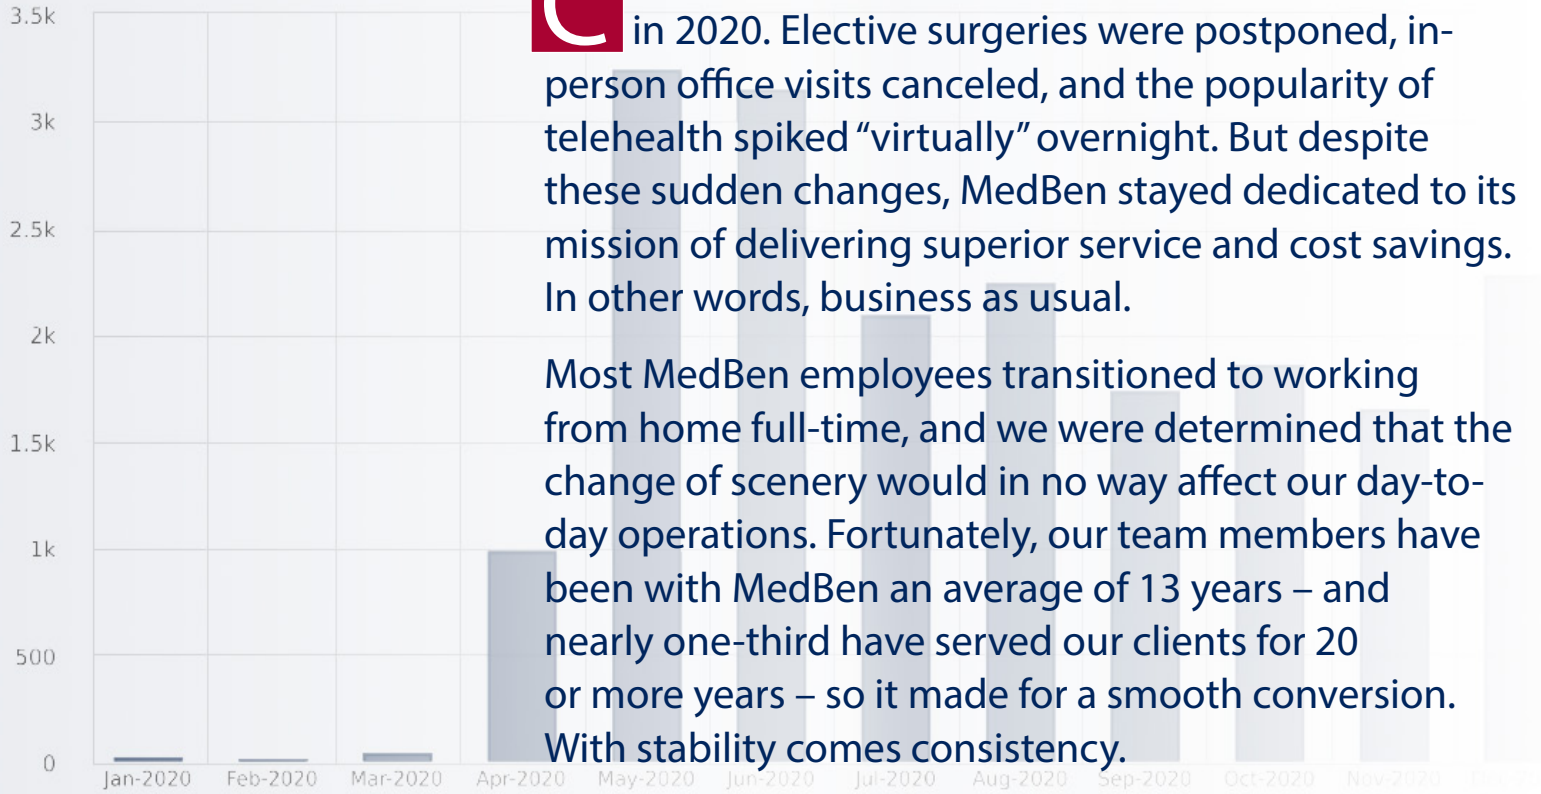 C
in 2020. Elective surgeries were postponed, in-
person office visits canceled, and the popularity of
telehealth spiked “virtually” overnight. But despite
these sudden changes, MedBen stayed dedicated to its
mission of delivering superior service and cost savings.
In other words, business as usual.
Most MedBen employees transitioned to working
from home full-time, and we were determined that the
change of scenery would in no way affect our day-to-
day operations. Fortunately, our team members have
been with MedBen an average of 13 years – and
nearly one-third have served our clients for 20
or more years – so it made for a smooth conversion.
With stability comes consistency.
3.5k
3k
2.5k
2k
1.5k
1k
500
0
Jan-2020 Feb-2020 Mar-2020 Apr-2020 May-2020 Jun-2020 Jul-2020 Aug-2020 Sep-2020 Oct-2020 Nov-2020